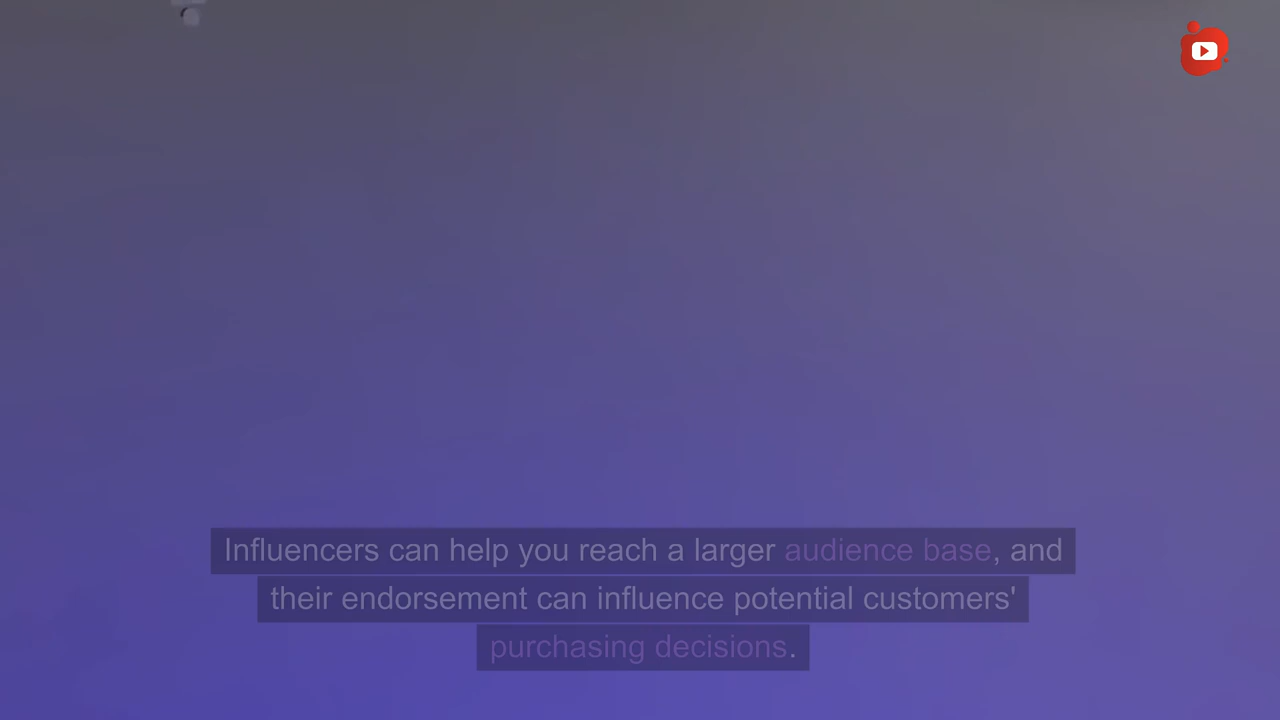 Influencers can help you reach a larger audience base, and
their endorsement can influence potential customers'
purchasing decisions.